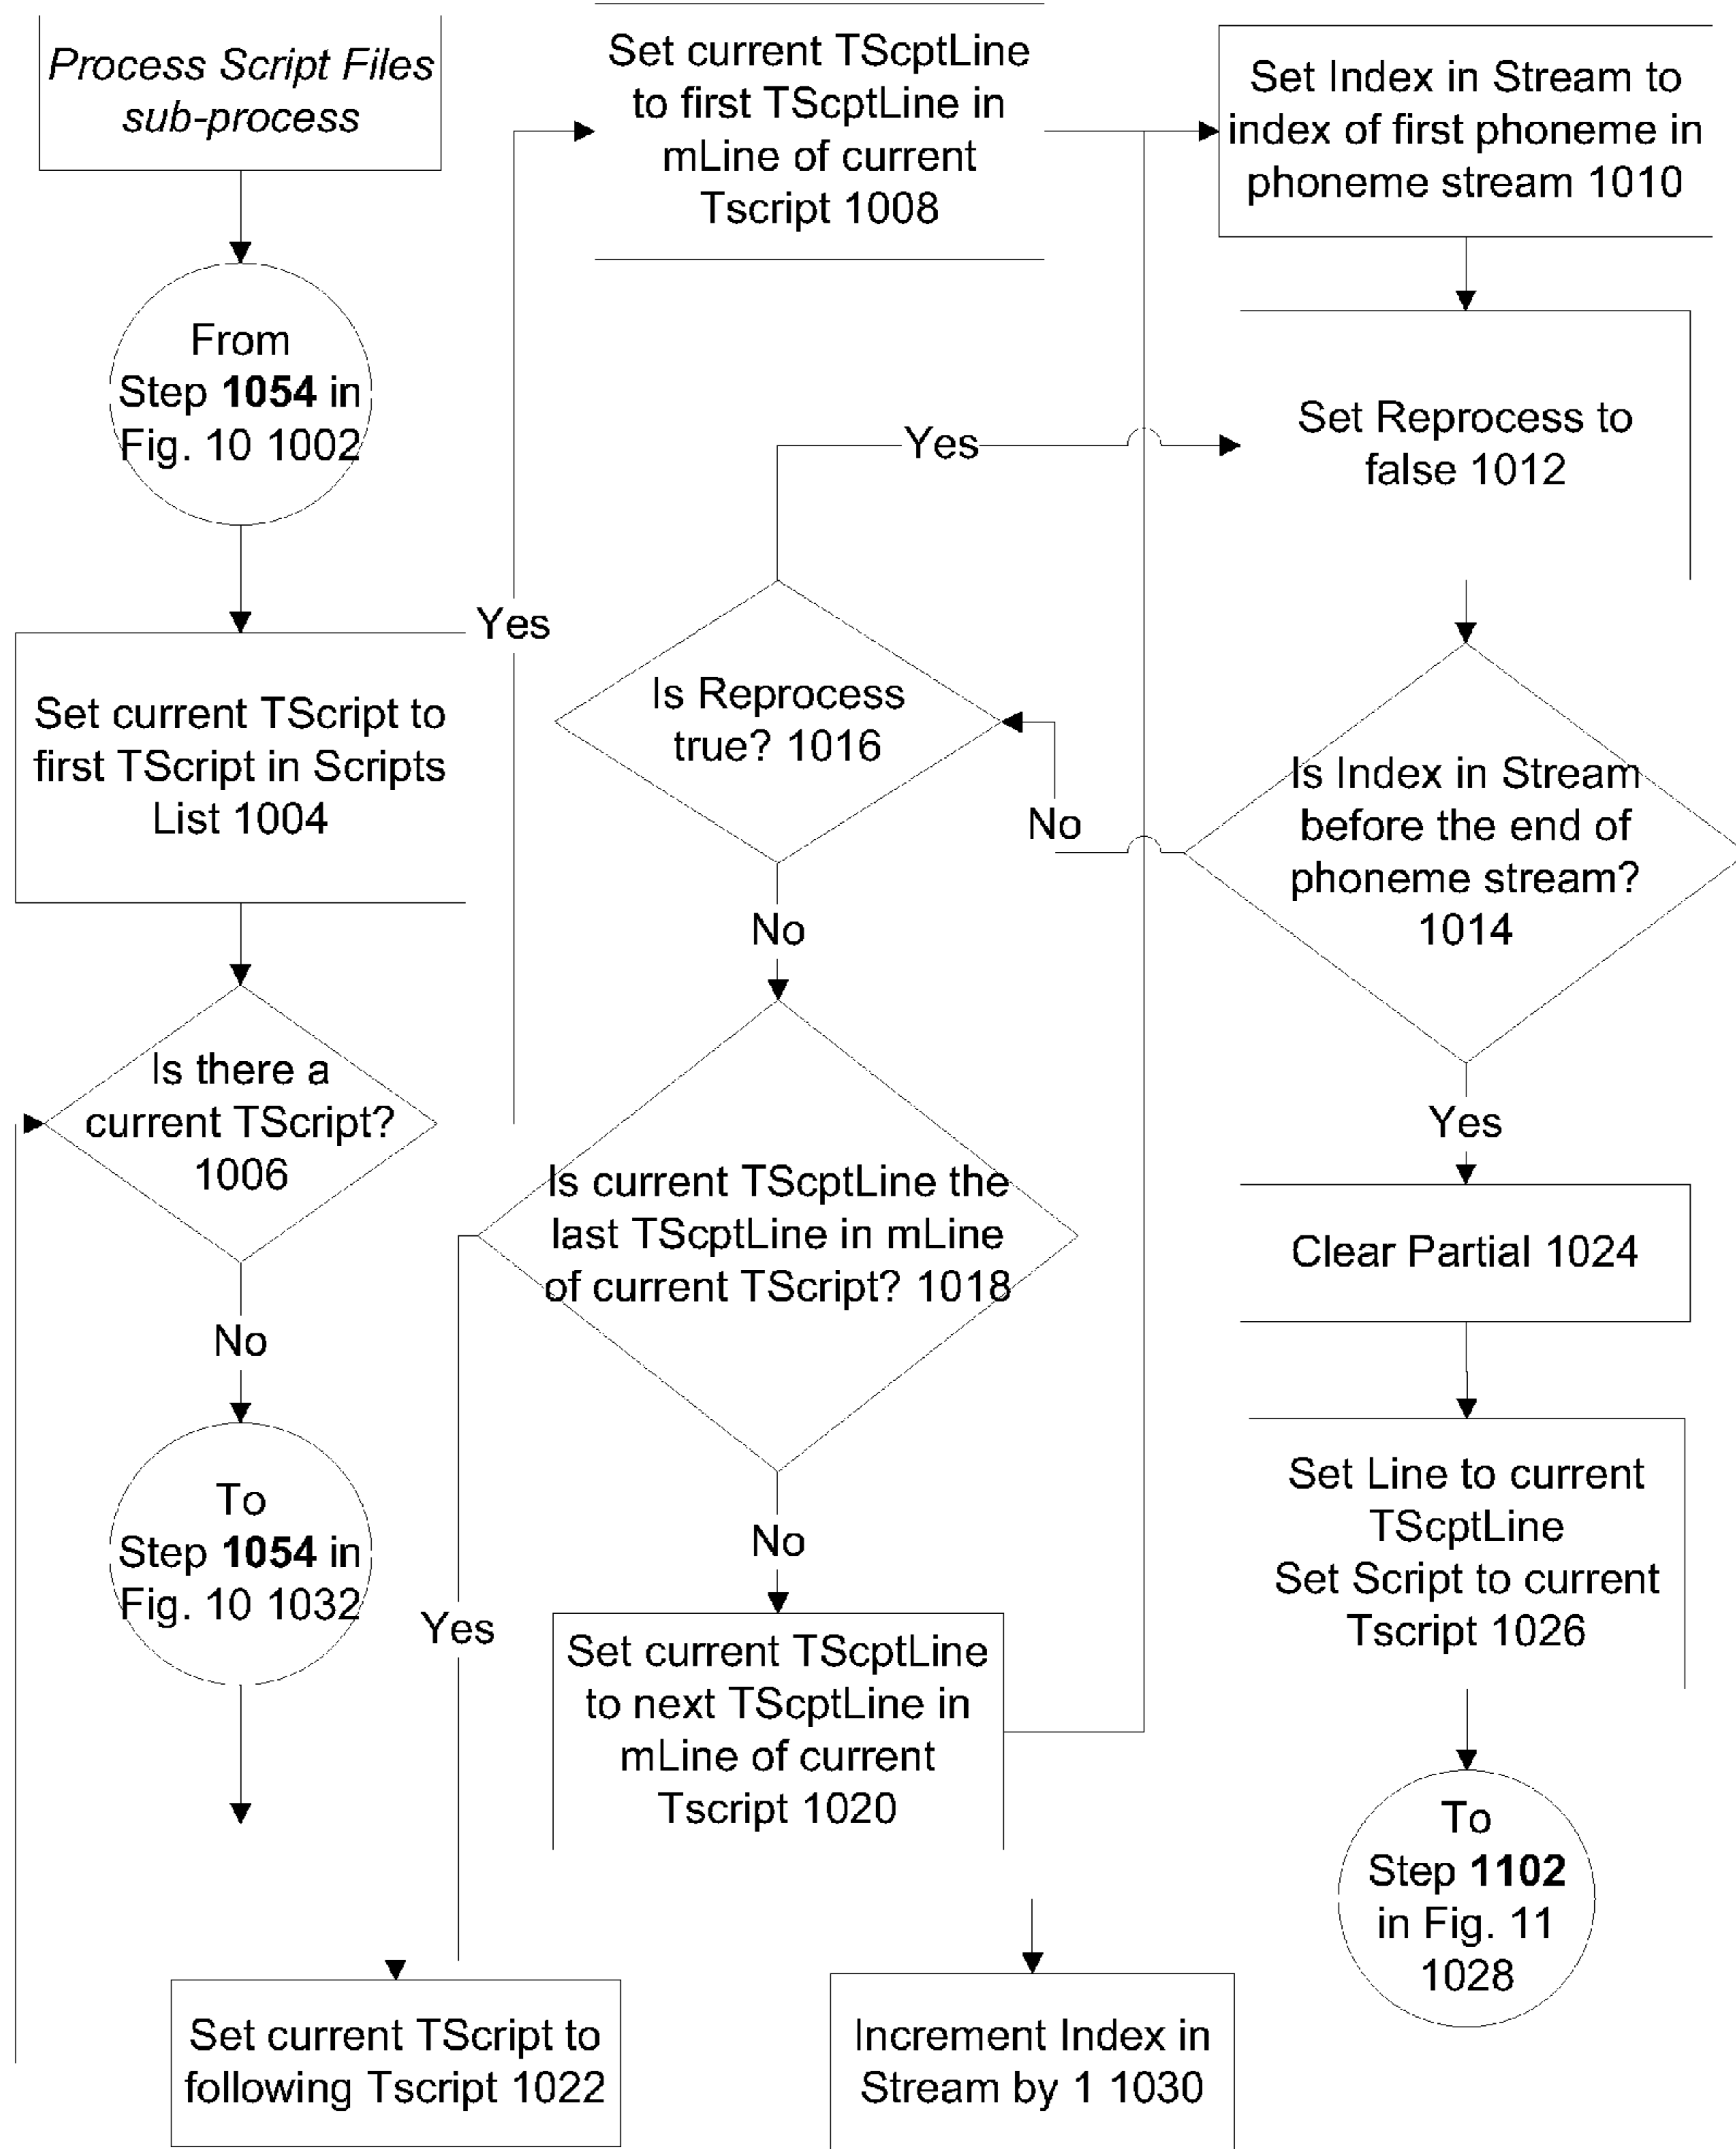 Process Script Files
sub-process
From
Step 1054 in
Fig. 10 1002
Set current TScript to
first TScript in Scripts
List 1004
Is there a
current TScript?
1006
No
To
Step 1054 in
Fig. 10 1032
Yes
Set current TScptLine
to first TScptLine in
mLine of current
Tscript 1008
Set Index in Stream to
index of first phoneme in
phoneme stream 1010
Set Reprocess to
false 1012
Is Index in Stream
before the end of
phoneme stream?
1014
No
Is Reprocess
true? 1016
Yes
No
Is current TScptLine the
last TScptLine in mLine
of current TScript? 1018
No
Set current TScptLine
to next TScptLine in
mLine of current
Tscript 1020
Yes
Set current TScript to
following Tscript 1022
Yes
Clear Partial 1024
Set Line to current
TScptLine
Set Script to current
Tscript 1026
To
Step 1102
in Fig. 11
1028
Increment Index in
Stream by 1 1030